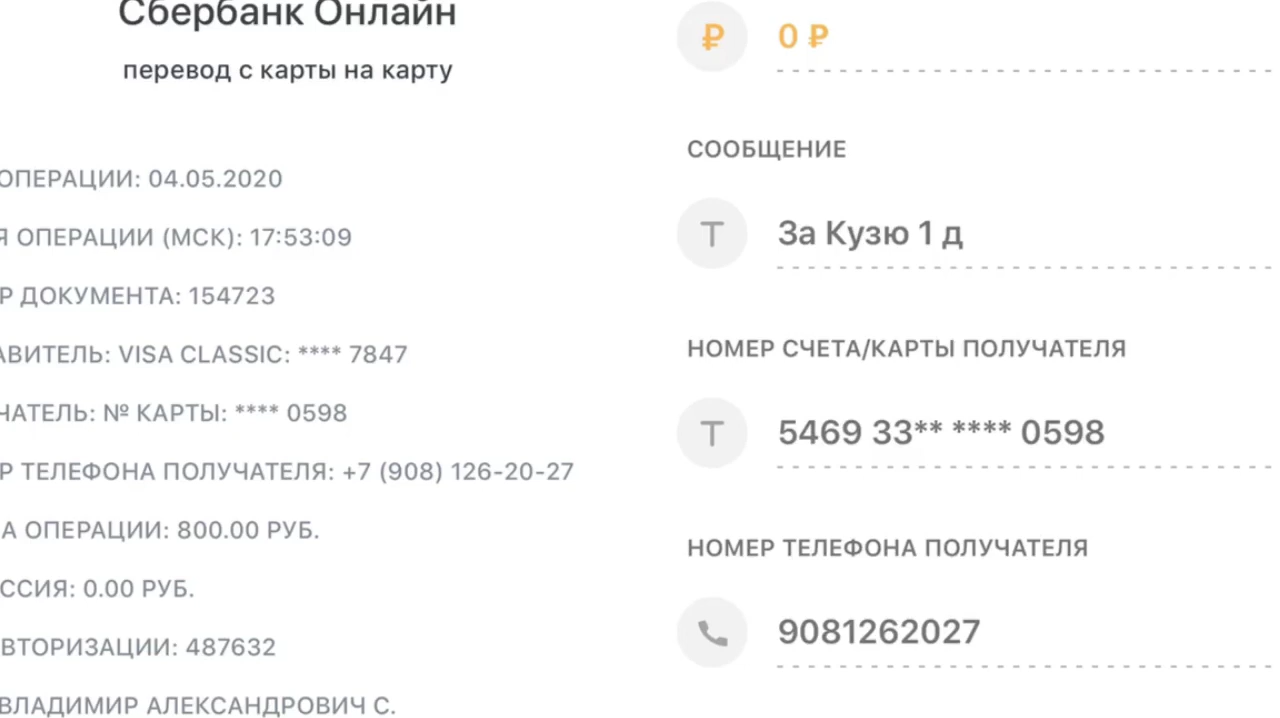 Сбербанк Онлайн
перевод с карты на карту
ОПЕРАЦИИ: 04.05.2020
Я ОПЕРАЦИИ (МСК): 17:53:09
Р ДОКУМЕНТА: 154723
АВИТЕЛЬ: VISA CLASSIC: **** 7847
ЧАТЕЛЬ: № КАРТЫ: **** 0598
Р ТЕЛЕФОНА ПОЛУЧАТЕЛЯ: +7 (908) 126-20-27
А ОПЕРАЦИИ: 800.00 РУБ.
ССИЯ: 0.00 РУБ.
ВТОРИЗАЦИИ: 487632
ВЛАДИМИР АЛЕКСАНДРОВИЧ С.
₽ 0 ₽
СООБЩЕНИЕ
За Кузю 1 д
НОМЕР СЧЕТА/КАРТЫ ПОЛУЧАТЕЛЯ
5469 33** **** 0598
НОМЕР ТЕЛЕФОНА ПОЛУЧАТЕЛЯ
9081262027